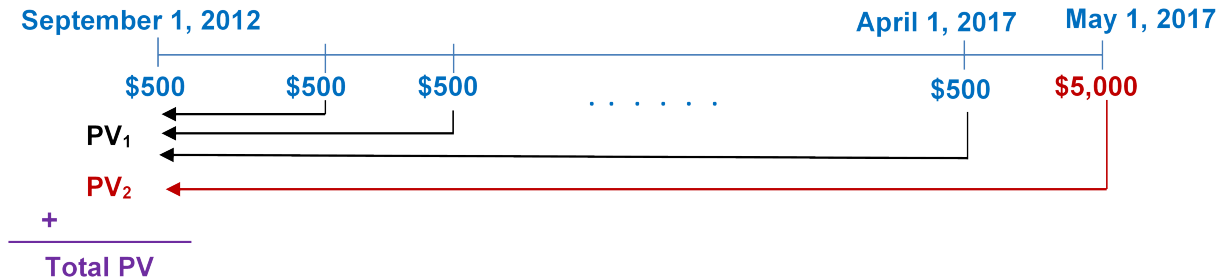 September 1, 2012 April 1, 2017 May 1, 2017
$500 $500 $500 . . . . . . $500 $5,000
PV₁
PV₂
+
Total PV